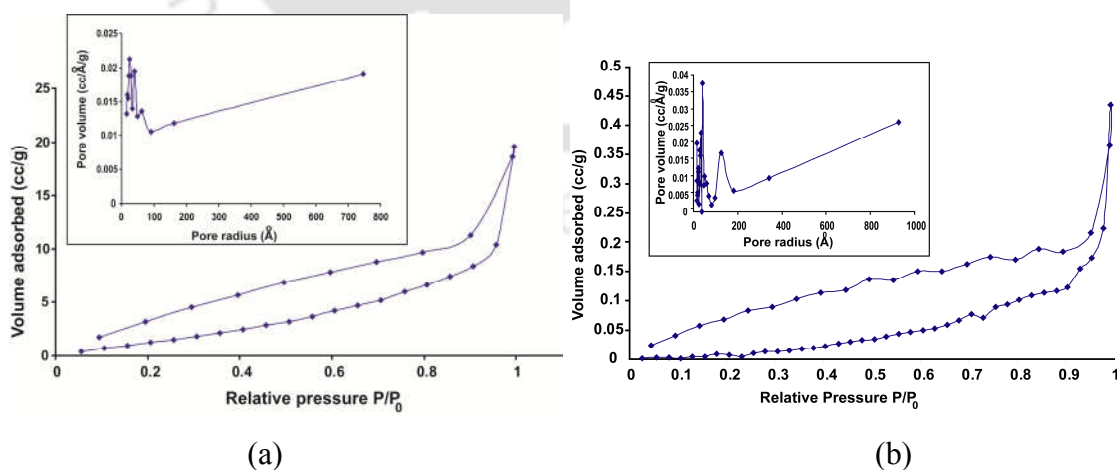 25
20
15
10
5
0
0
0.2
0.4
0.6
0.8
1
Volume adsorbed (cc/g)
Relative pressure P/P0
0.025
0.02
0.015
0.01
0.005
0
0 100 200 300 400 500 600 700 800
Pore volume (cc/Å/g)
Pore radius (Å)
(a)
0.5
0.45
0.4
0.35
0.3
0.25
0.2
0.15
0.1
0.05
0
0 0.1 0.2 0.3 0.4 0.5 0.6 0.7 0.8 0.9 1
Volume adsorbed (cc/g)
Relative Pressure P/P0
0.04
0.035
0.03
0.025
0.02
0.015
0.01
0.005
0
0 200 400 600 800 1000
Pore volume (cc/Å/g)
Pore radius (Å)
(b)